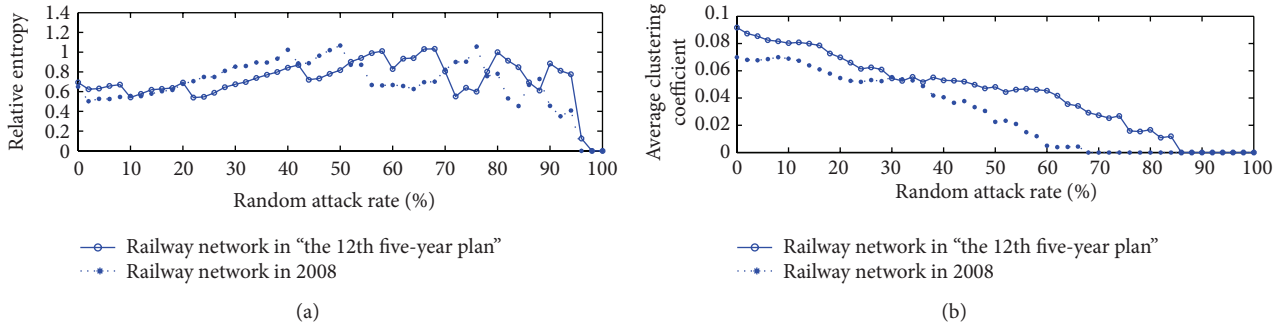 Relative entropy
1.4
1.2
1
0.8
0.6
0.4
0.2
0
0 10 20 30 40 50 60 70 80 90 100
Random attack rate (%)
Railway network in “the 12th five-year plan”
Railway network in 2008
(a)
Average clustering
coefficient
0.1
0.08
0.06
0.04
0.02
0
0 10 20 30 40 50 60 70 80 90 100
Random attack rate (%)
Railway network in “the 12th five-year plan”
Railway network in 2008
(b)